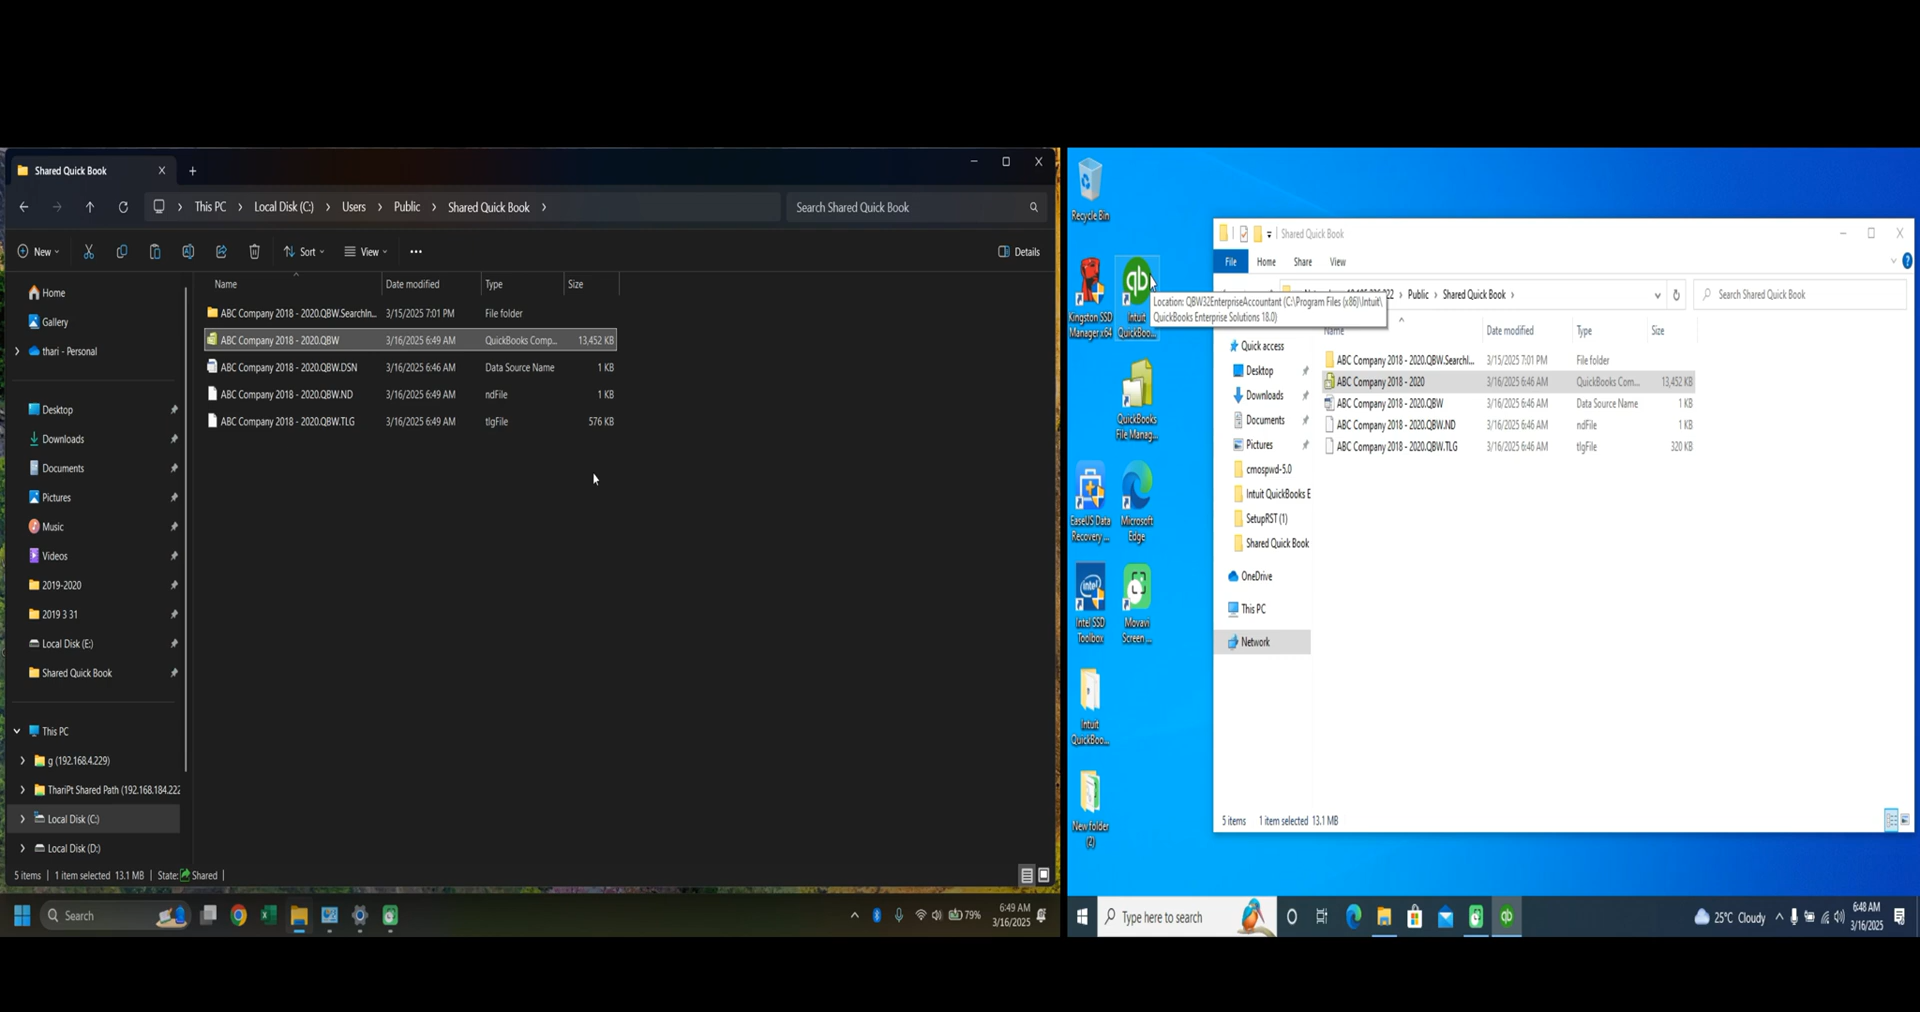 Shared Quick Book
This PC > Local Disk (C:) > Users > Public > Shared Quick Book >
Search Shared Quick Book
New
Sort
View
Details
Home
Gallery
thari - Personal
Desktop
Downloads
Documents
Pictures
Music
Videos
2019-2020
2019 3 31
Local Disk (E:)
Shared Quick Book
This PC
g (192.168.4.229)
ThariPt Shared Path (192.168.184.222
Local Disk (C:)
Local Disk (D:)
Name Date modified Type Size
ABC Company 2018 - 2020.QBW.SearchIn... 3/15/2025 7:01 PM File folder
ABC Company 2018 - 2020.QBW 3/16/2025 6:49 AM QuickBooks Comp... 13,452 KB
ABC Company 2018 - 2020.QBW.DSN 3/16/2025 6:46 AM Data Source Name 1 KB
ABC Company 2018 - 2020.QBW.ND 3/16/2025 6:49 AM ndFile 1 KB
ABC Company 2018 - 2020.QBW.TLG 3/16/2025 6:49 AM tlgFile 576 KB
5 items | 1 item selected 13.1 MB | State: Shared |
Search
79%
6:49 AM
3/16/2025
Recycle Bin
Kingston SSD
Manager x64
Intuit
QuickBoo...
QuickBooks
File Manag...
EaseUS Data
Recovery ...
Microsoft
Edge
intel
Intel SSD
Toolbox
Movavi
Screen ...
Intuit
QuickBoo...
New folder
(2)
Shared Quick Book
File Home Share View
Public > Shared Quick Book >
Search Shared Quick Book
Location: QBW32EnterpriseAccountant (C:\Program Files (x86)\Intuit\
QuickBooks Enterprise Solutions 18.0)
Name Date modified Type Size
Quick access
Desktop
Downloads
Documents
Pictures
cmospwd-5.0
Intuit QuickBooks E
SetupRST (1)
Shared Quick Book
OneDrive
This PC
Network
ABC Company 2018 - 2020.QBW.SearchI... 3/15/2025 7:01 PM File folder
ABC Company 2018 - 2020 3/16/2025 6:46 AM QuickBooks Com... 13,452 KB
ABC Company 2018 - 2020.QBW 3/16/2025 6:46 AM Data Source Name 1 KB
ABC Company 2018 - 2020.QBW.ND 3/16/2025 6:46 AM ndFile 1 KB
ABC Company 2018 - 2020.QBW.TLG 3/16/2025 6:46 AM tlgFile 320 KB
5 items 1 item selected 13.1 MB
Type here to search
25°C Cloudy
6:48 AM
3/16/2025